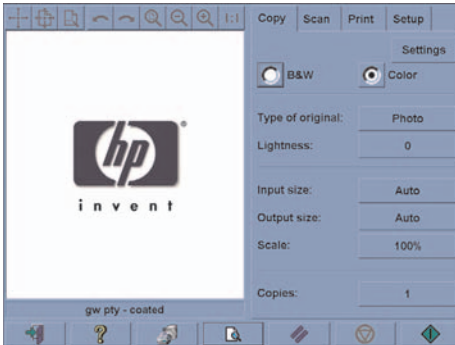 1:1
Copy Scan Print Setup
Settings
B&W Color
Type of original: Photo
Lightness: 0
hp
invent
Input size: Auto
Output size: Auto
Scale: 100%
Copies: 1
gw pty - coated
?